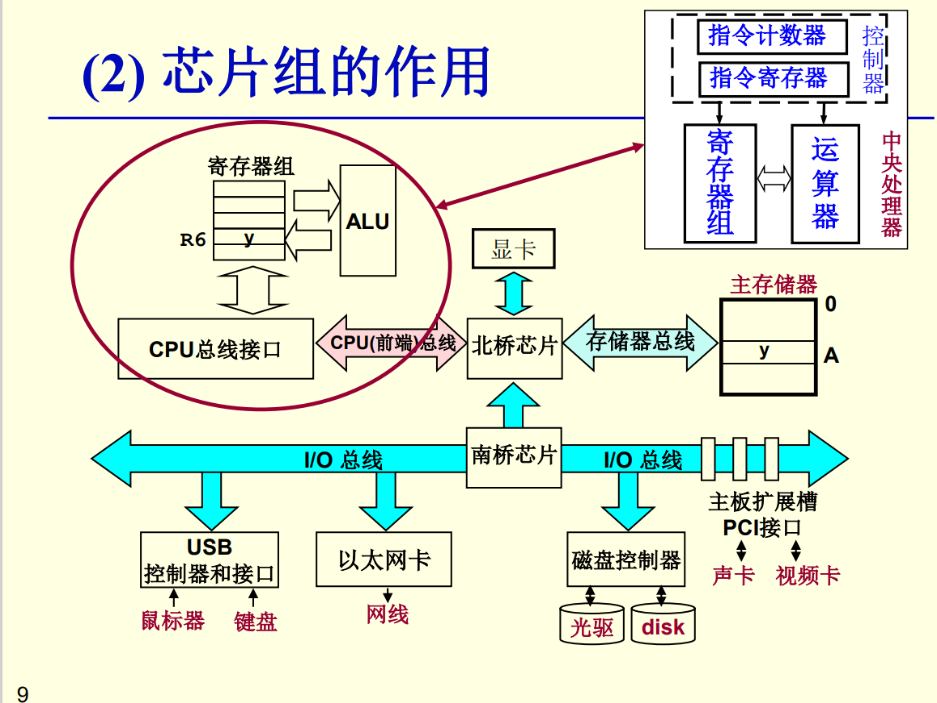 (2) 芯片组的作用
指令计数器
指令寄存器
控制器
寄存器组
运算器
中央处理器
寄存器组
R6
y
ALU
显卡
主存储器
0
y
A
CPU总线接口
CPU(前端)总线
北桥芯片
存储器总线
I/O 总线
南桥芯片
I/O 总线
主板扩展槽
PCI接口
声卡
视频卡
USB
控制器和接口
鼠标器
键盘
以太网卡
网线
磁盘控制器
光驱
disk
9